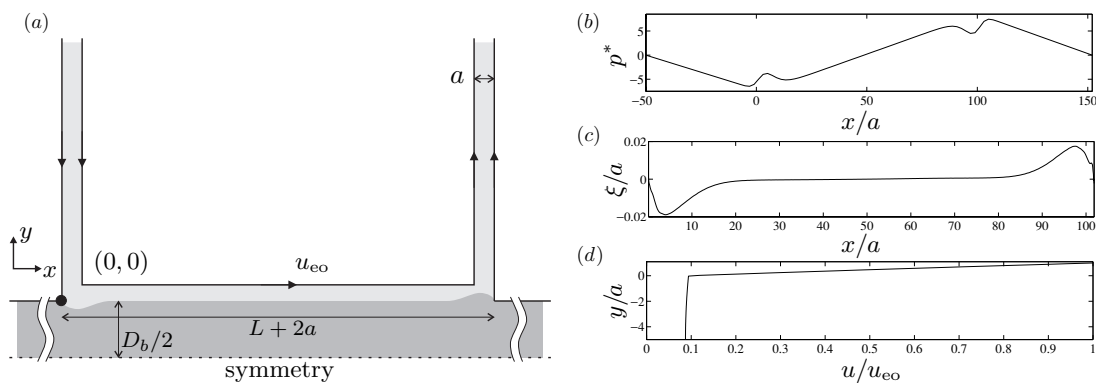 (a)
a
y
x
(0, 0)
u_eo
L + 2a
D_b/2
symmetry
(b)
5
0
−5
p*
−50
0
50
100
150
x/a
(c)
0.02
0
−0.02
ξ/a
10
20
30
40
50
60
70
80
90
100
x/a
(d)
0
−2
−4
y/a
0
0.1
0.2
0.3
0.4
0.5
0.6
0.7
0.8
0.9
1
u/u_eo